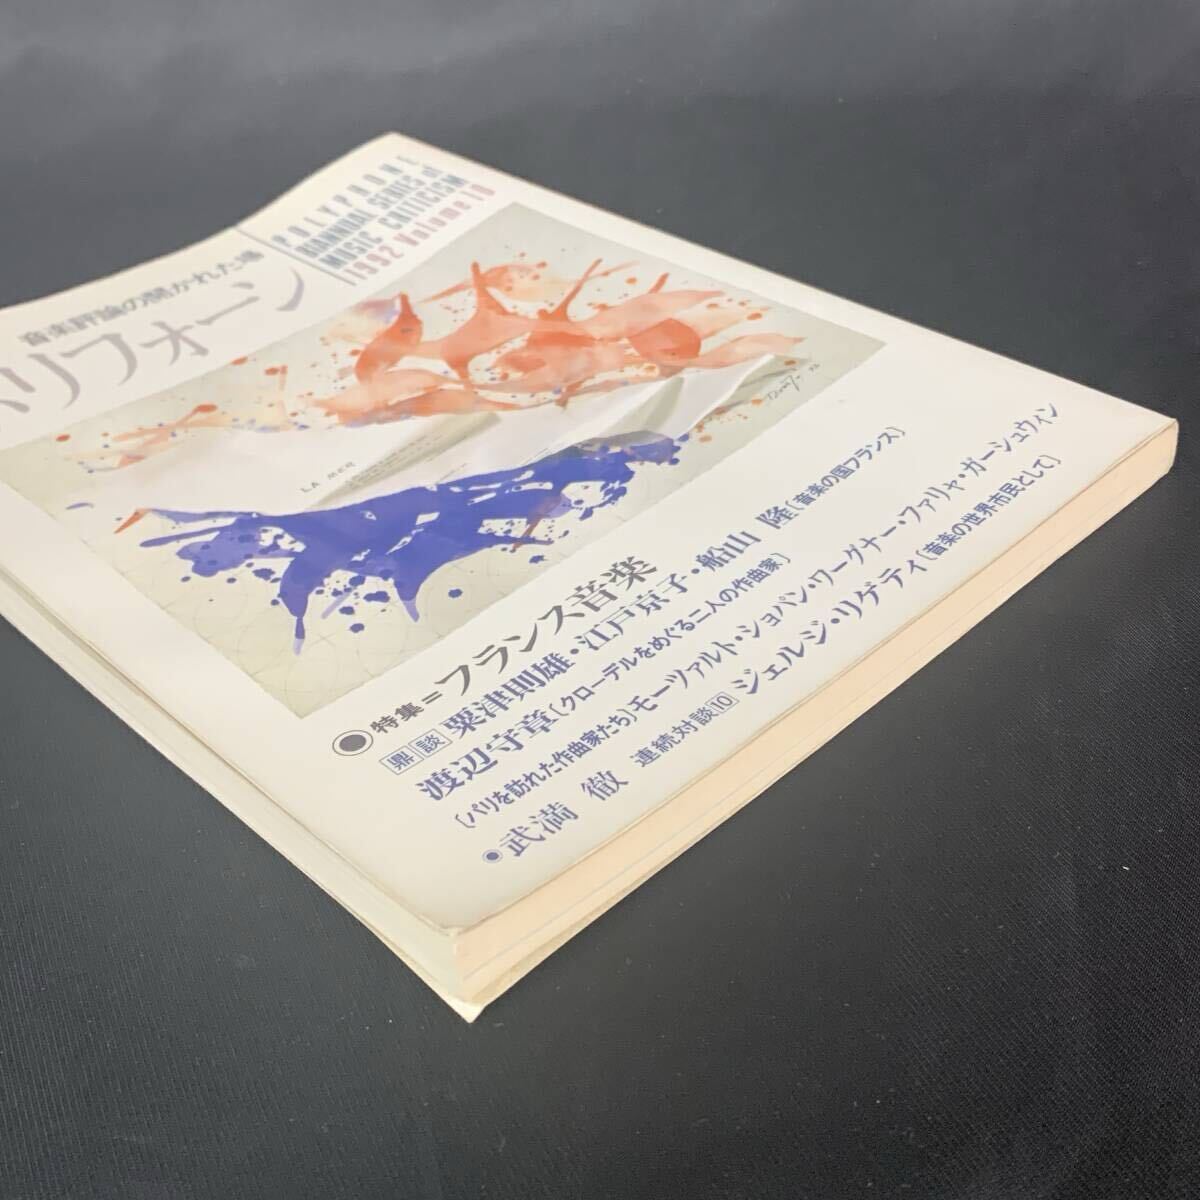 音楽評論の開かれた場
リフォーン
POLYPHONE
BIANNUAL SERIES of
MUSIC CRITICISM
1992 Volume 10
LA MER
●特集=フランス音楽
鼎談 粟津則雄・江戸京子・船山 隆〔音楽の国フランス〕
渡辺守章〔クローデルをめぐる二人の作曲家〕
〔パリを訪れた作曲家たち〕モーツァルト・ショパン・ワーグナー・ファリャ・ガーシュウィン
●武満 徹 連続対談10 ジェルジ・リゲティ〔音楽の世界市民として〕